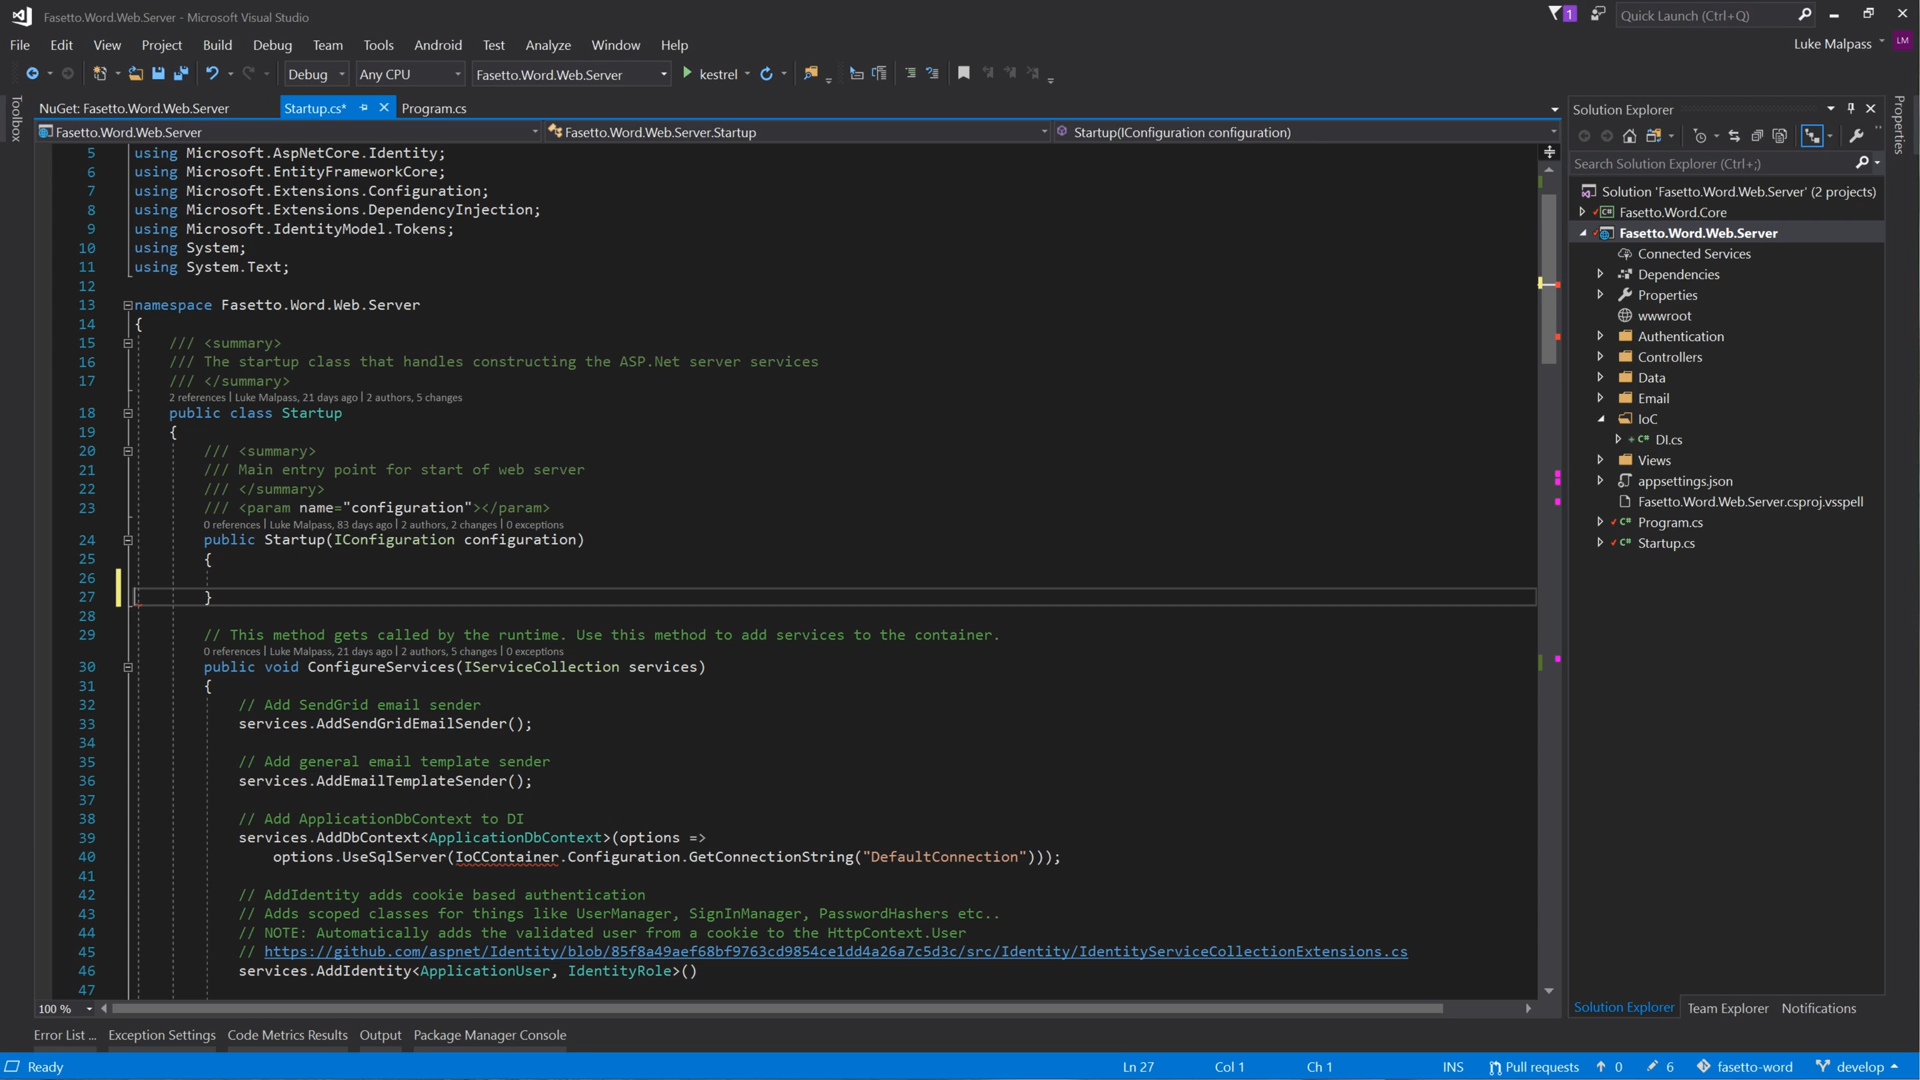 Fasetto.Word.Web.Server - Microsoft Visual Studio
1
Quick Launch (Ctrl+Q)
File Edit View Project Build Debug Team Tools Android Test Analyze Window Help
Luke Malpass LM
Debug Any CPU Fasetto.Word.Web.Server kestrel
Toolbox
NuGet: Fasetto.Word.Web.Server Startup.cs* Program.cs
Fasetto.Word.Web.Server Fasetto.Word.Web.Server.Startup Startup(IConfiguration configuration)
5 using Microsoft.AspNetCore.Identity;
6 using Microsoft.EntityFrameworkCore;
7 using Microsoft.Extensions.Configuration;
8 using Microsoft.Extensions.DependencyInjection;
9 using Microsoft.IdentityModel.Tokens;
10 using System;
11 using System.Text;
12
13 namespace Fasetto.Word.Web.Server
14 {
15 /// <summary>
16 /// The startup class that handles constructing the ASP.Net server services
17 /// </summary>
2 references | Luke Malpass, 21 days ago | 2 authors, 5 changes
18 public class Startup
19 {
20 /// <summary>
21 /// Main entry point for start of web server
22 /// </summary>
23 /// <param name="configuration"></param>
0 references | Luke Malpass, 83 days ago | 2 authors, 2 changes | 0 exceptions
24 public Startup(IConfiguration configuration)
25 {
26
27 }
28
29 // This method gets called by the runtime. Use this method to add services to the container.
0 references | Luke Malpass, 21 days ago | 2 authors, 5 changes | 0 exceptions
30 public void ConfigureServices(IServiceCollection services)
31 {
32 // Add SendGrid email sender
33 services.AddSendGridEmailSender();
34
35 // Add general email template sender
36 services.AddEmailTemplateSender();
37
38 // Add ApplicationDbContext to DI
39 services.AddDbContext<ApplicationDbContext>(options =>
40 options.UseSqlServer(IoCContainer.Configuration.GetConnectionString("DefaultConnection")));
41
42 // AddIdentity adds cookie based authentication
43 // Adds scoped classes for things like UserManager, SignInManager, PasswordHashers etc..
44 // NOTE: Automatically adds the validated user from a cookie to the HttpContext.User
45 // https://github.com/aspnet/Identity/blob/85f8a49aef68bf9763cd9854ce1dd4a26a7c5d3c/src/Identity/IdentityServiceCollectionExtensions.cs
46 services.AddIdentity<ApplicationUser, IdentityRole>()
47
100 %
Solution Explorer
Search Solution Explorer (Ctrl+;)
Solution 'Fasetto.Word.Web.Server' (2 projects)
Fasetto.Word.Core
Fasetto.Word.Web.Server
Connected Services
Dependencies
Properties
wwwroot
Authentication
Controllers
Data
Email
IoC
DI.cs
Views
appsettings.json
Fasetto.Word.Web.Server.csproj.vsspell
Program.cs
Startup.cs
Solution Explorer Team Explorer Notifications
Properties
Error List ... Exception Settings Code Metrics Results Output Package Manager Console
Ready Ln 27 Col 1 Ch 1 INS Pull requests 0 6 fasetto-word develop